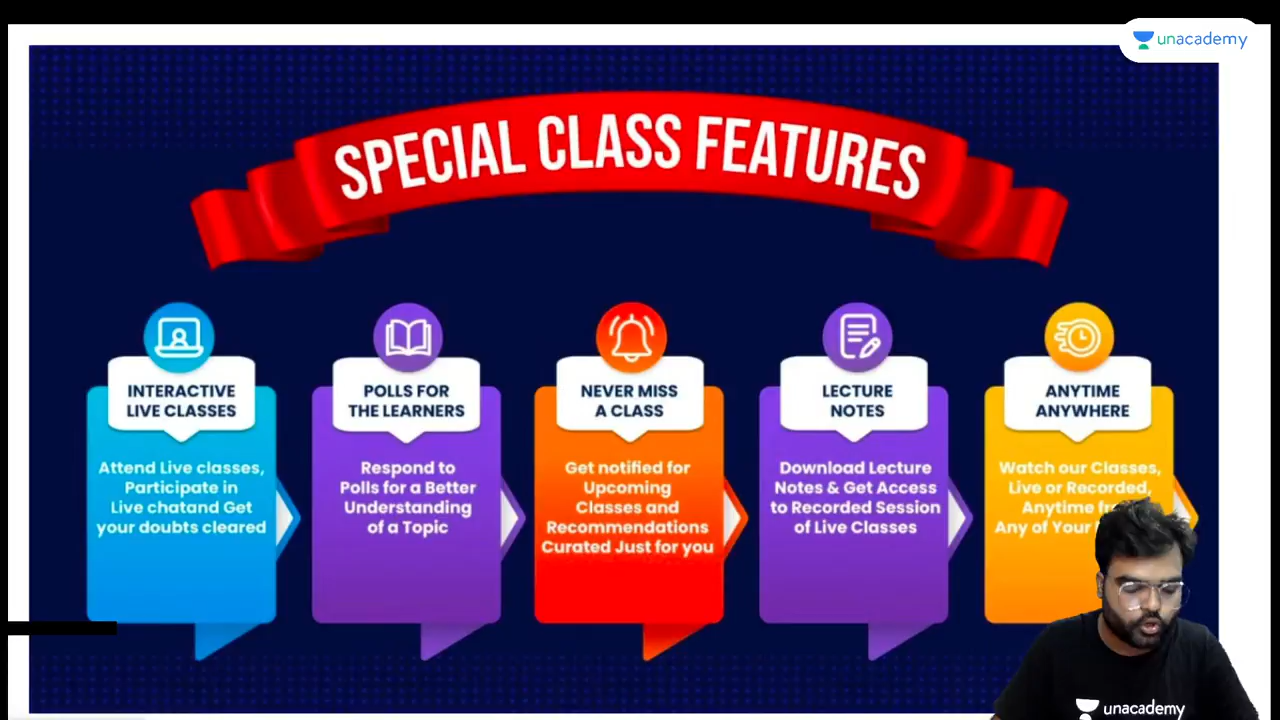 unacademy
SPECIAL CLASS FEATURES
INTERACTIVE
LIVE CLASSES
Attend Live classes,
Participate in
Live chatand Get
your doubts cleared
POLLS FOR
THE LEARNERS
Respond to
Polls for a Better
Understanding
of a Topic
NEVER MISS
A CLASS
Get notified for
Upcoming
Classes and
Recommendations
Curated Just for you
LECTURE
NOTES
Download Lecture
Notes & Get Access
to Recorded Session
of Live Classes
ANYTIME
ANYWHERE
Watch our Classes,
Live or Recorded,
Anytime
Any of Your
unacademy